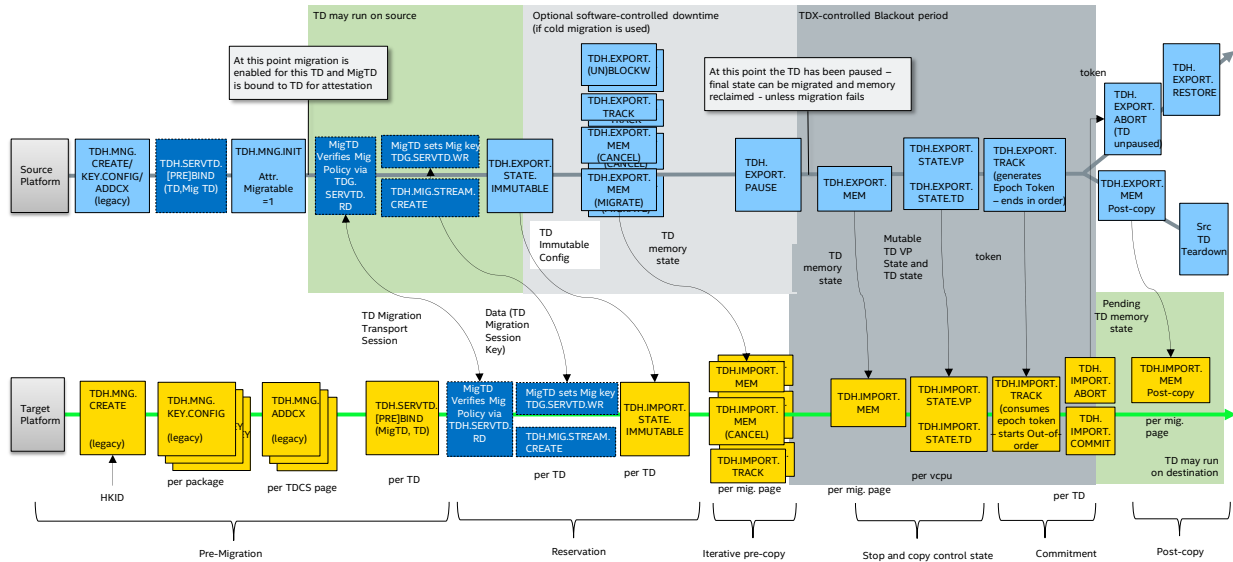 TD may run on source
Optional software-controlled downtime
(if cold migration is used)
TDX-controlled Blackout period
At this point migration is
enabled for this TD and MigTD
is bound to TD for attestation
At this point the TD has been paused –
final state can be migrated and memory
reclaimed - unless migration fails
Source
Platform
TDH.MNG.
CREATE/
KEY.CONFIG/
ADDCX
(legacy)
TDH.SERVTD.
[PRE]BIND
(TD,Mig TD)
TDH.MNG.INIT
Attr.
Migratable
=1
MigTD
Verifies Mig
Policy via
TDG.
SERVTD.
RD
MigTD sets Mig key
TDG.SERVTD.WR
TDH.MIG.STREAM.
CREATE
TDH.EXPORT.
STATE.
IMMUTABLE
TDH.EXPORT.
(UN)BLOCKW
TDH.EXPORT.
TRACK
TDH.EXPORT.
MEM
(CANCEL)
TDH.EXPORT.
MEM
(MIGRATE)
TDH.
EXPORT.
PAUSE
TDH.EXPORT.
MEM
TDH.EXPORT.
STATE.VP
TDH.EXPORT.
STATE.TD
TDH.EXPORT.
TRACK
(generates
Epoch Token
– ends in order)
token
TDH.
EXPORT.
ABORT
(TD
unpaused)
TDH.
EXPORT.
RESTORE
TDH.EXPORT.
MEM
Post-copy
Src
TD
Teardown
TD Migration
Transport
Session
Data (TD
Migration
Session
Key)
TD
Immutable
Config
TD
memory
state
TD
memory
state
Mutable
TD VP
State and
TD state
token
Pending
TD memory
state
Target
Platform
TDH.MNG.
CREATE
(legacy)
HKID
TDH.MNG.
KEY.CONFIG
(legacy)
per package
TDH.MNG.
ADDCX
(legacy)
per TDCS page
TDH.SERVTD.
[PRE]BIND
(MigTD, TD)
per TD
MigTD
Verifies Mig
Policy via
TDH.SERVTD.
RD
MigTD sets Mig key
TDG.SERVTD.WR
TDH.MIG.STREAM.
CREATE
per TD
TDH.IMPORT.
STATE.
IMMUTABLE
per TD
TDH.IMPORT.
MEM
TDH.IMPORT.
MEM
(CANCEL)
TDH.IMPORT.
TRACK
per mig. page
TDH.IMPORT.
MEM
per mig. page
TDH.IMPORT.
STATE.VP
TDH.IMPORT.
STATE.TD
per vcpu
TDH.IMPORT.
TRACK
(consumes
epoch token
– starts Out-of-
order
TDH.
IMPORT.
ABORT
TDH.
IMPORT.
COMMIT
per TD
TDH.IMPORT.
MEM
Post-copy
per mig.
page
TD may run
on destination
Pre-Migration
Reservation
Iterative pre-copy
Stop and copy control state
Commitment
Post-copy